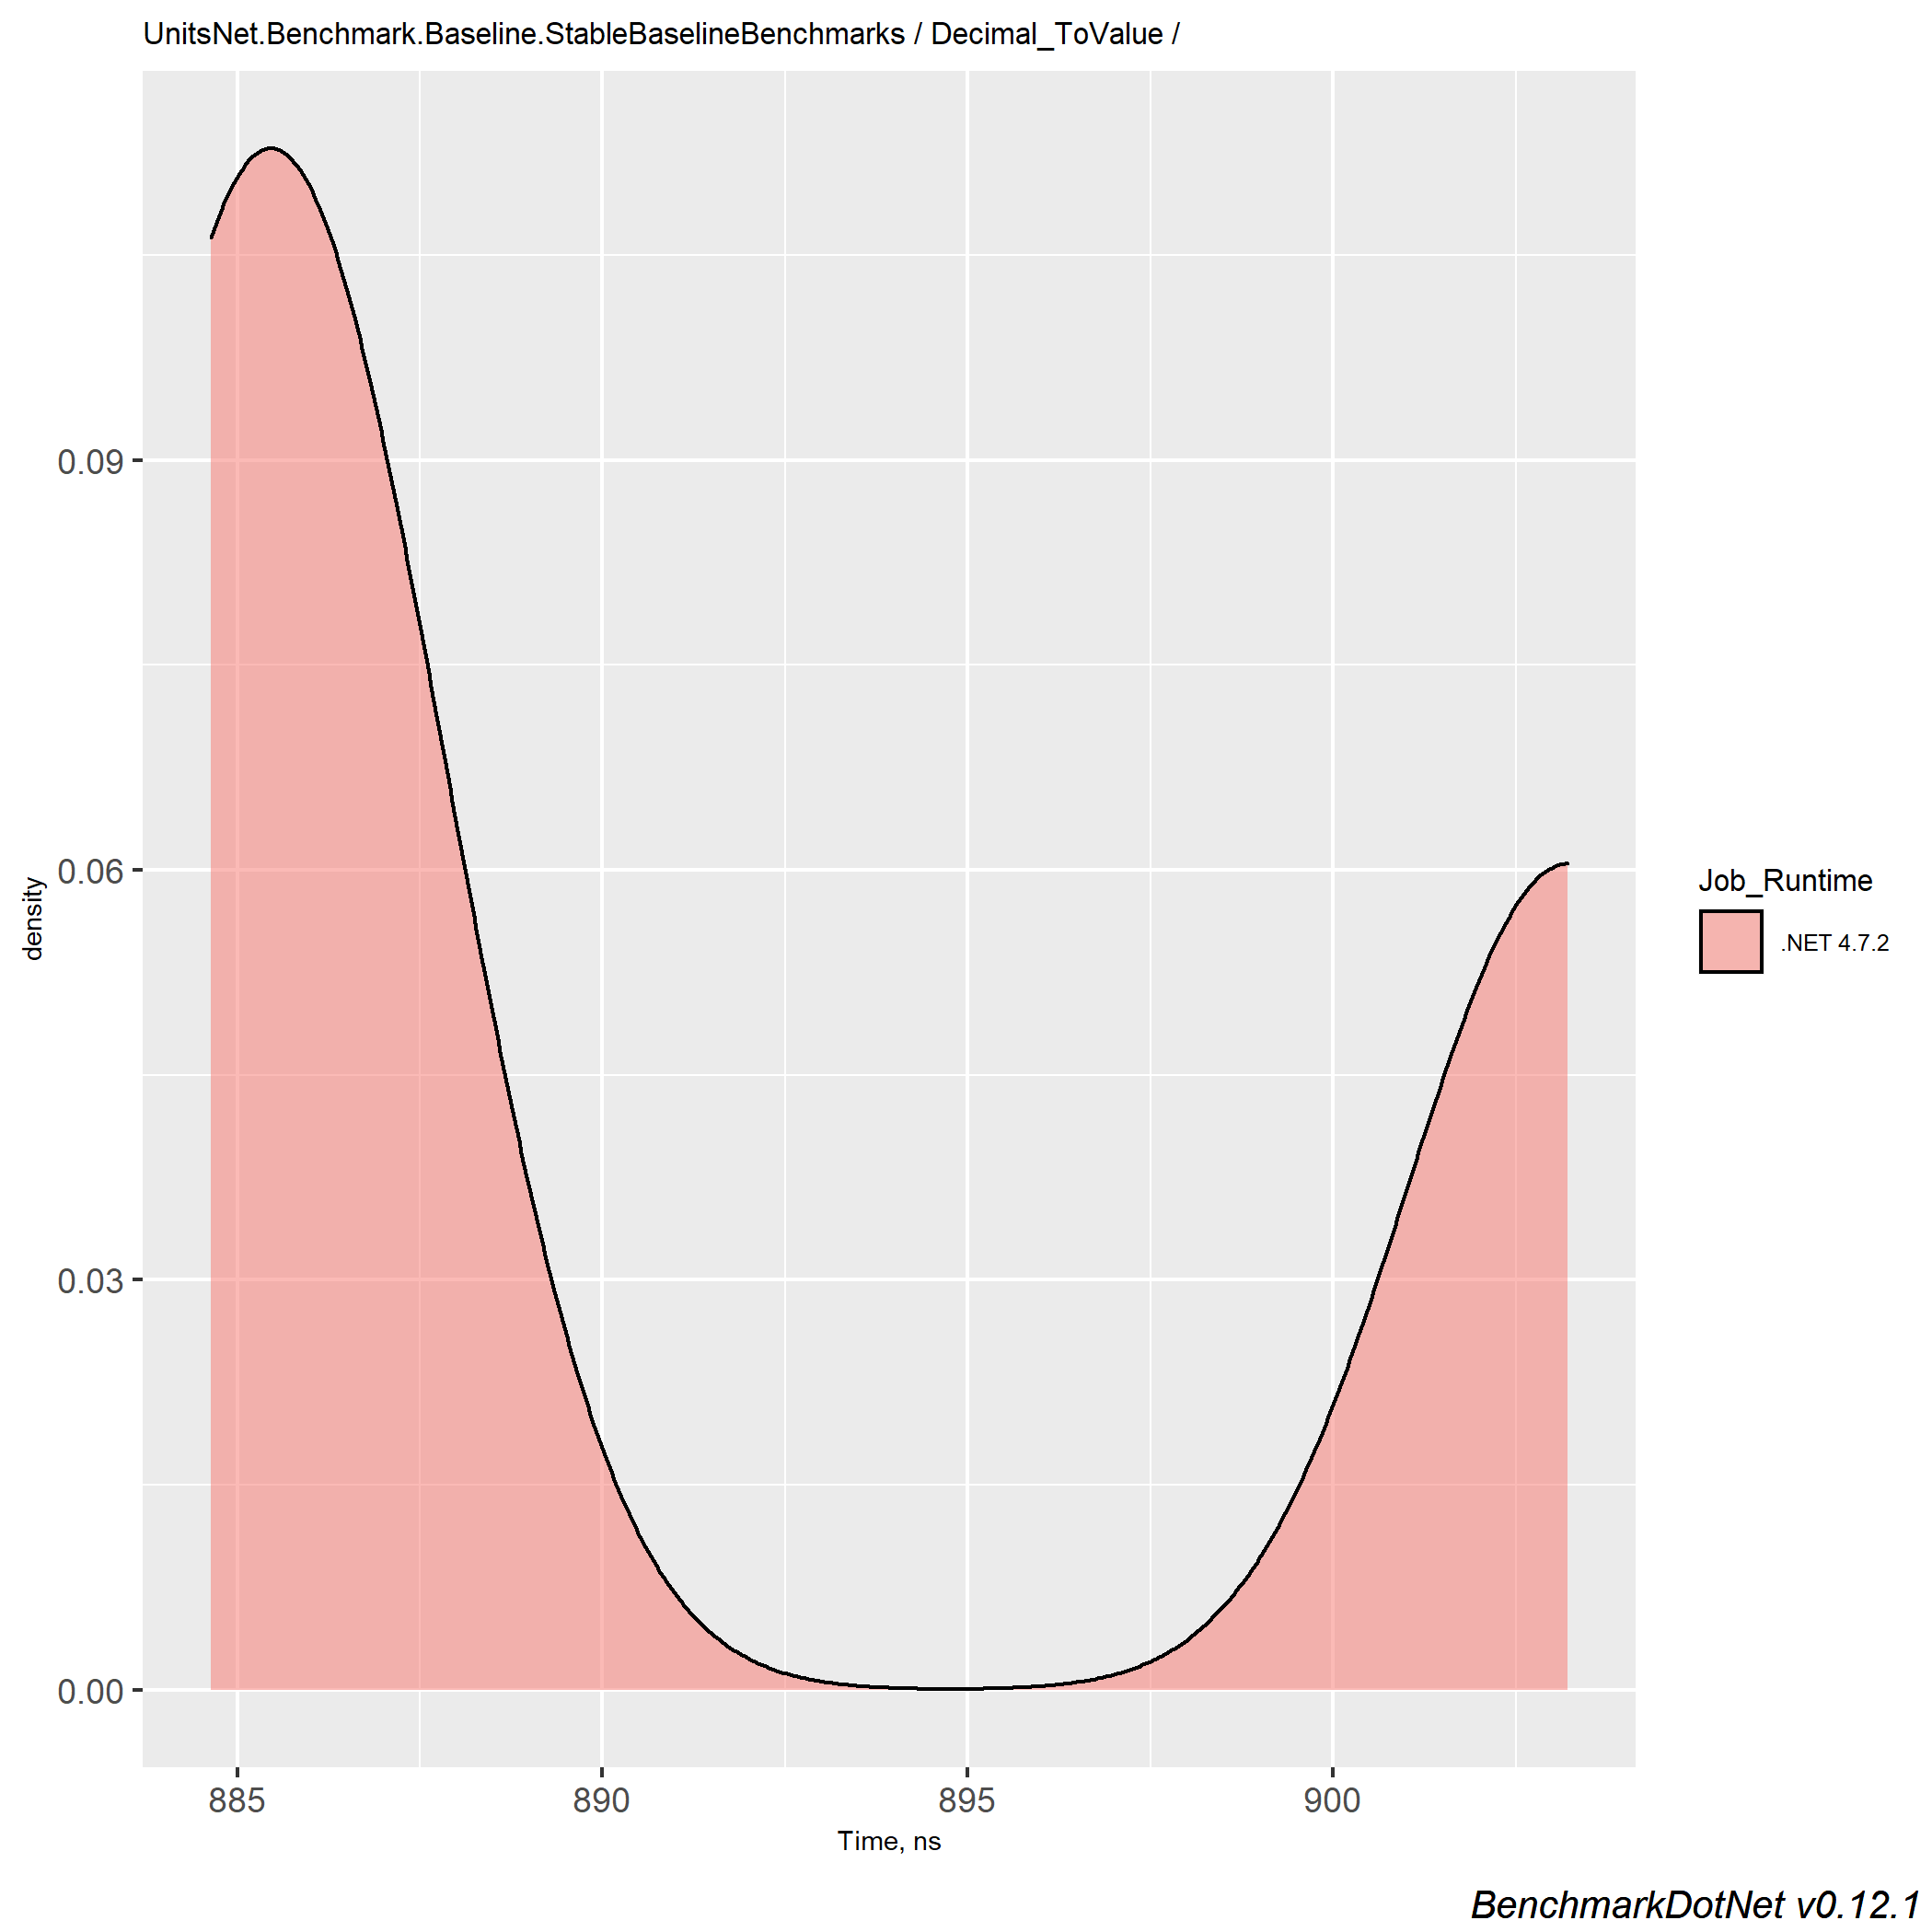 UnitsNet.Benchmark.Baseline.StableBaselineBenchmarks / Decimal_ToValue /
0.09
0.06
0.03
0.00
density
885 890 895 900
Time, ns
Job_Runtime
.NET 4.7.2
BenchmarkDotNet v0.12.1